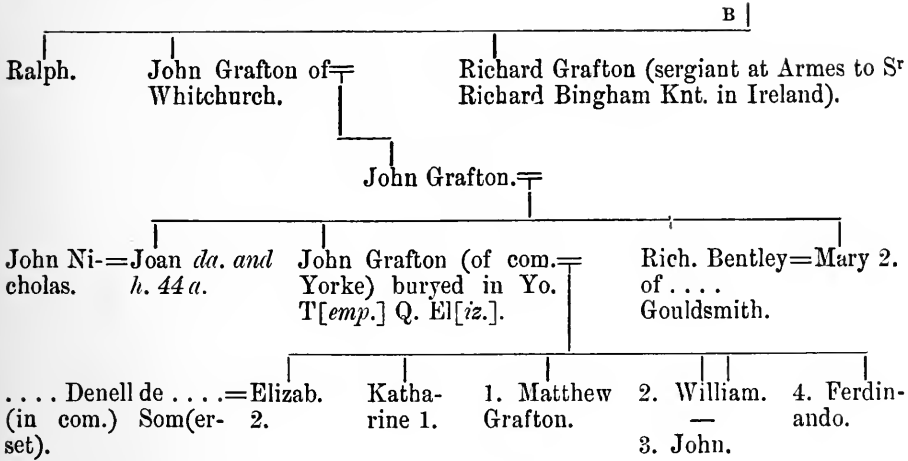 B
Ralph.
John Grafton of
Whitchurch.
Richard Grafton (sergiant at Armes to Sʳ
Richard Bingham Knt. in Ireland).
John Grafton.
John Ni-
cholas.
Joan da. and
h. 44 a.
John Grafton (of com.
Yorke) buryed in Yo.
T[emp.] Q. El[iz.].
Rich. Bentley
of . . . .
Gouldsmith.
Mary 2.
. . . . Denell de . . . .
(in com.) Som(er-
set).
Elizab.
2.
Katha-
rine 1.
1. Matthew
Grafton.
2. William.
—
3. John.
4. Ferdin-
ando.